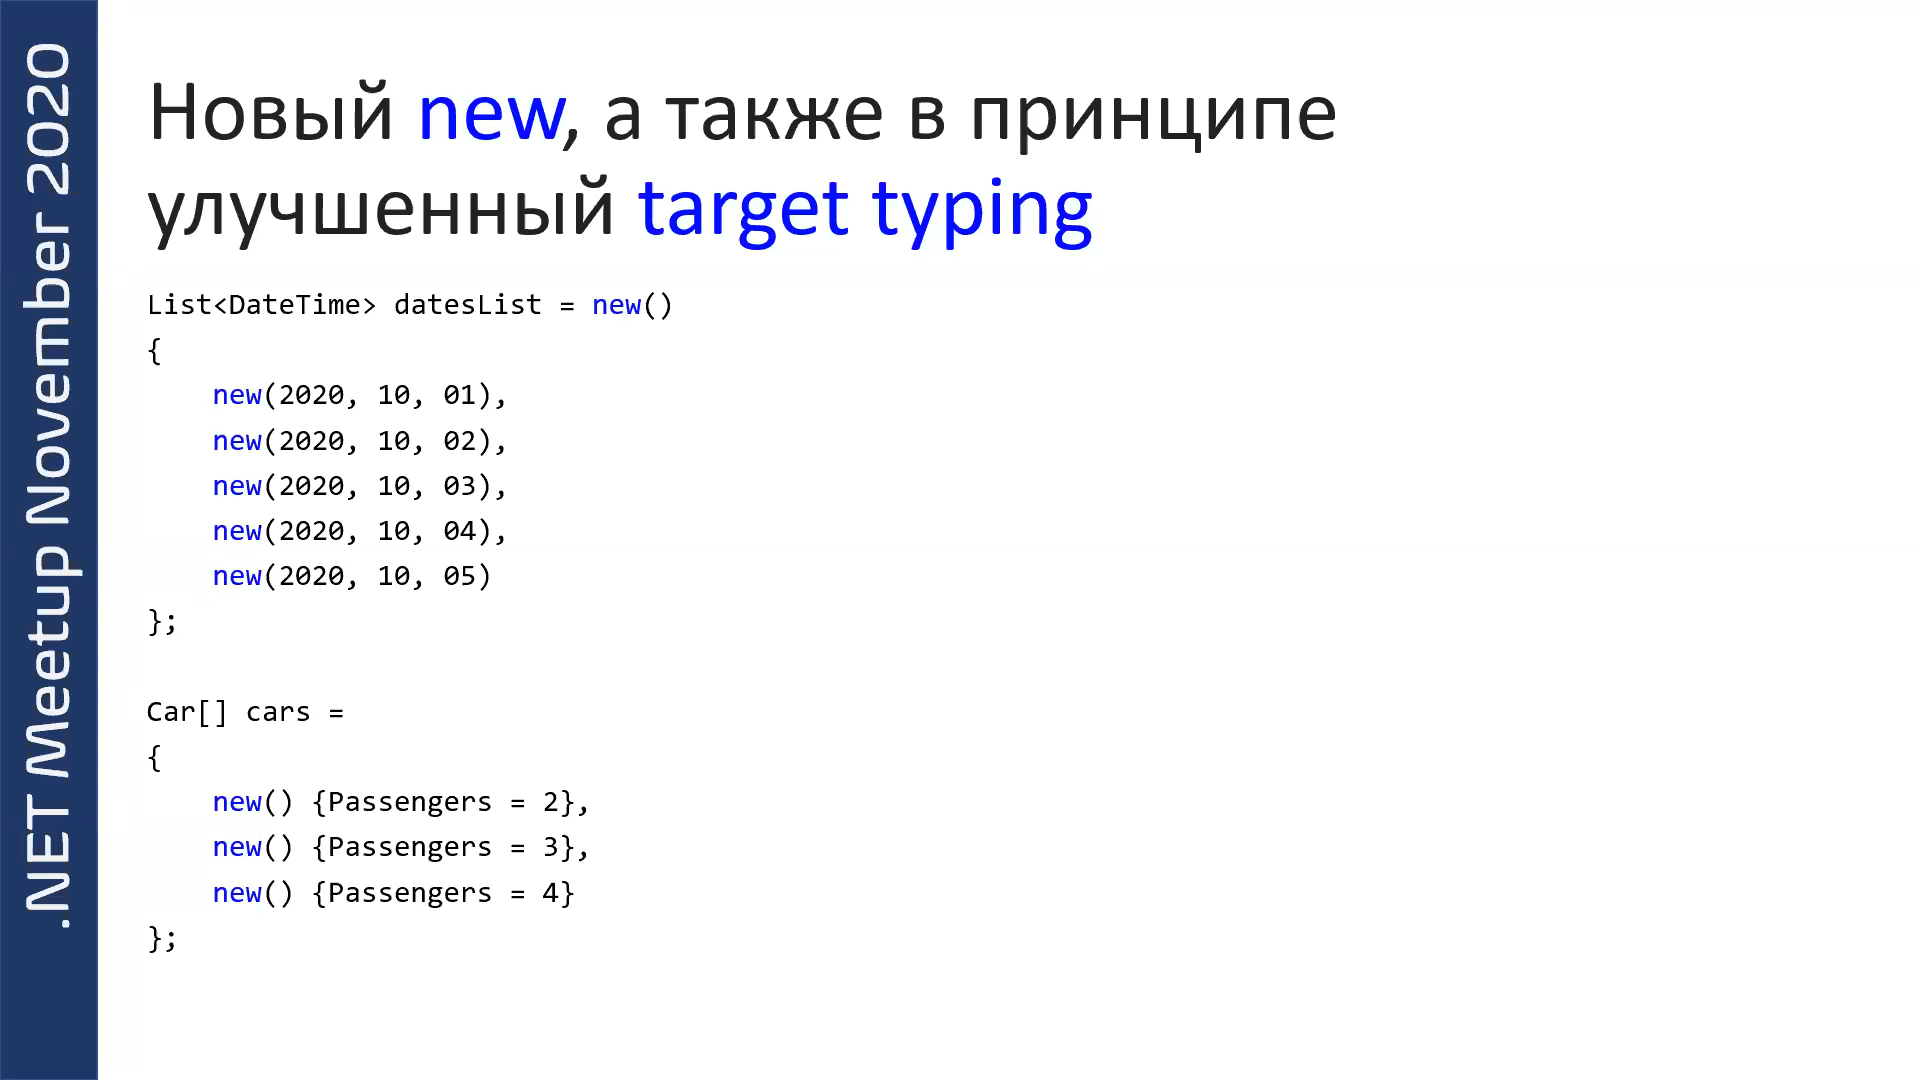 .NET Meetup November 2020
Новый new, а также в принципе
улучшенный target typing
List<DateTime> datesList = new()
{
    new(2020, 10, 01),
    new(2020, 10, 02),
    new(2020, 10, 03),
    new(2020, 10, 04),
    new(2020, 10, 05)
};
Car[] cars =
{
    new() {Passengers = 2},
    new() {Passengers = 3},
    new() {Passengers = 4}
};